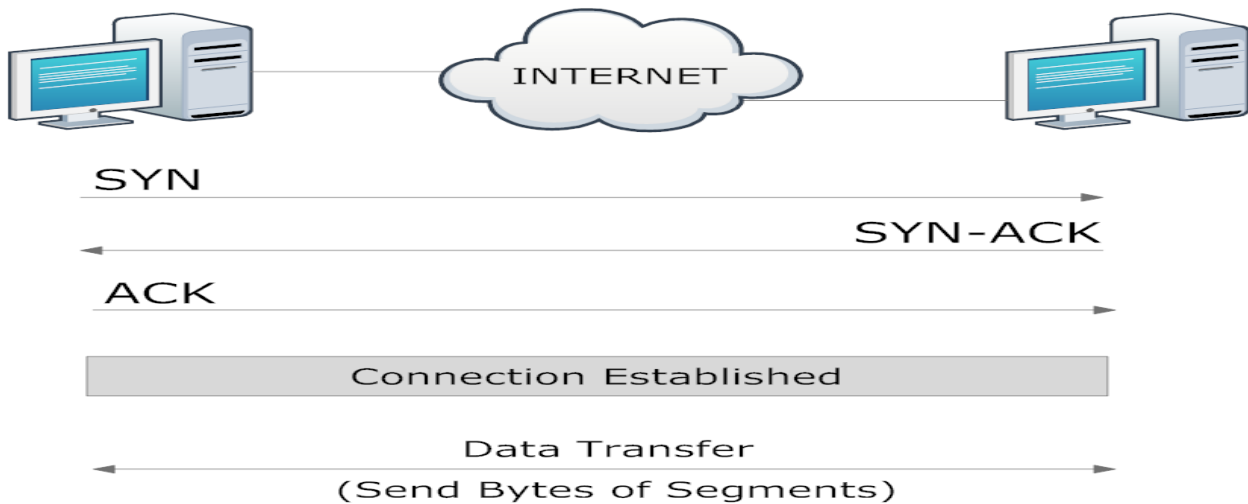 INTERNET
SYN
SYN-ACK
ACK
Connection Established
Data Transfer
(Send Bytes of Segments)